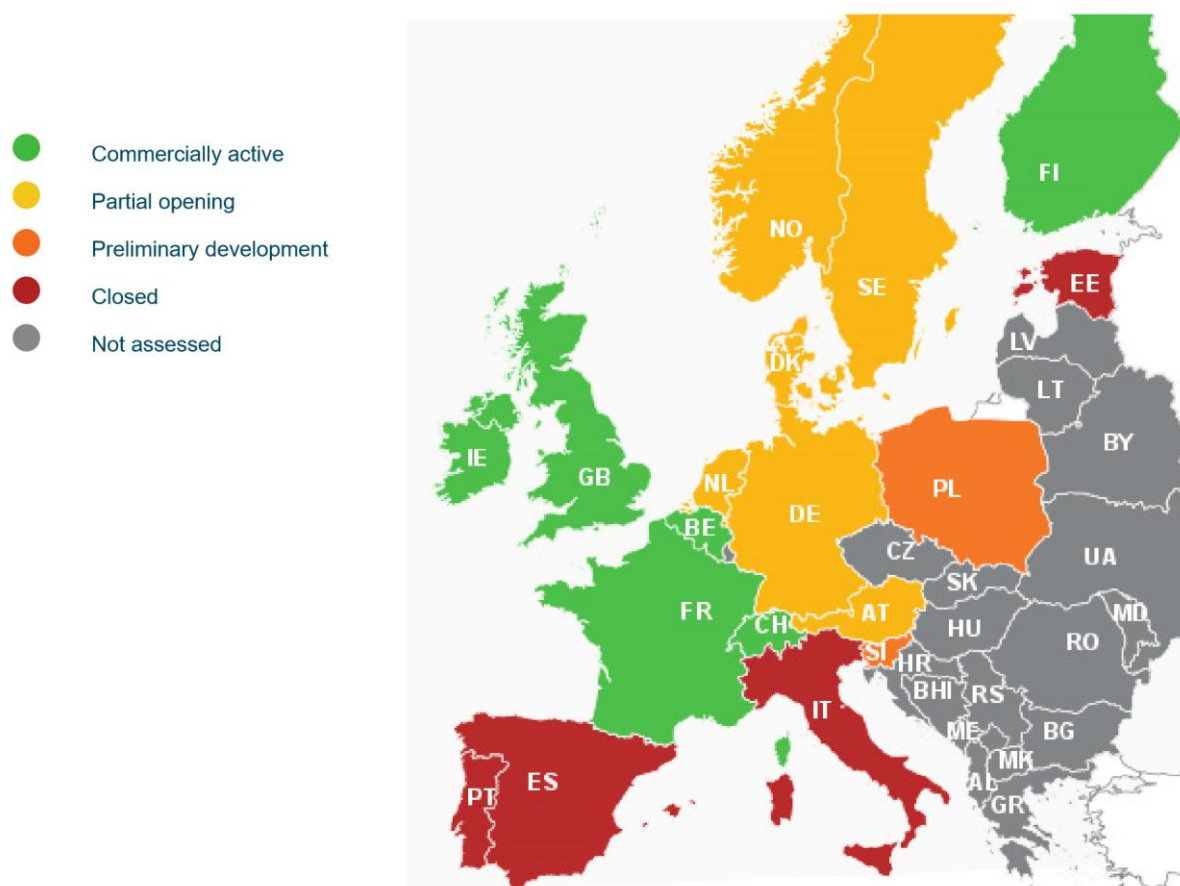 Commercially active
Partial opening
Preliminary development
Closed
Not assessed
FI
NO
SE
EE
LV
DK
LT
BY
IE
GB
NL
PL
DE
BE
CZ
UA
SK
FR
AT
MD
CH
HU
RO
SI
HR
BHI
RS
IT
ME
BG
MK
ES
PT
AL
GR